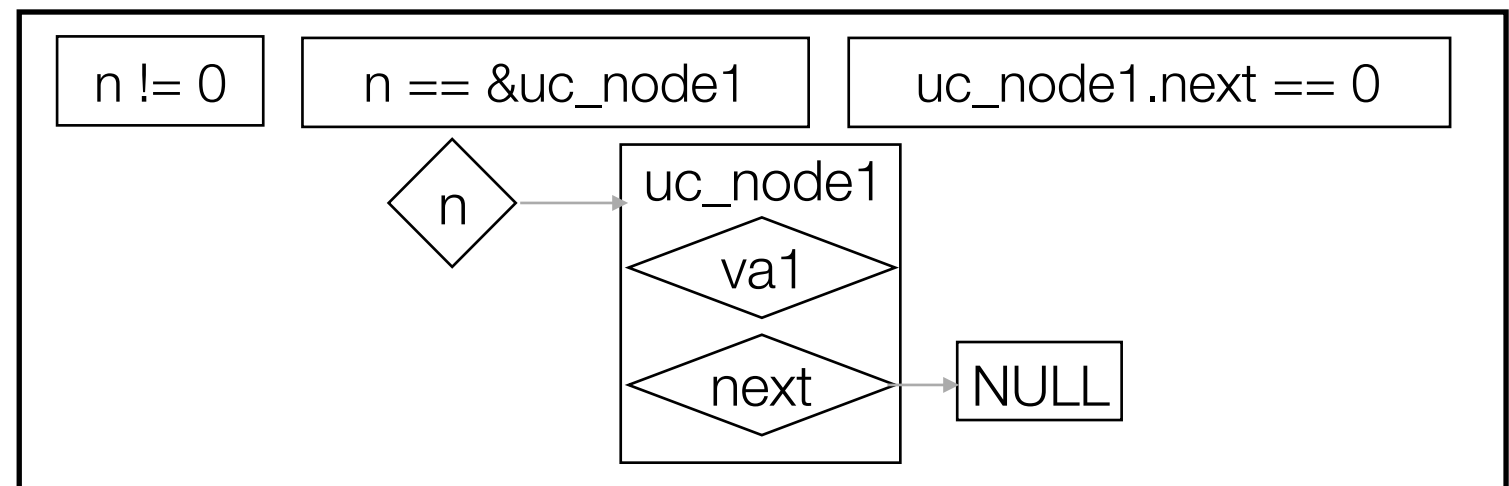 n != 0
n == &uc_node1
uc_node1.next == 0
n
uc_node1
va1
next
NULL